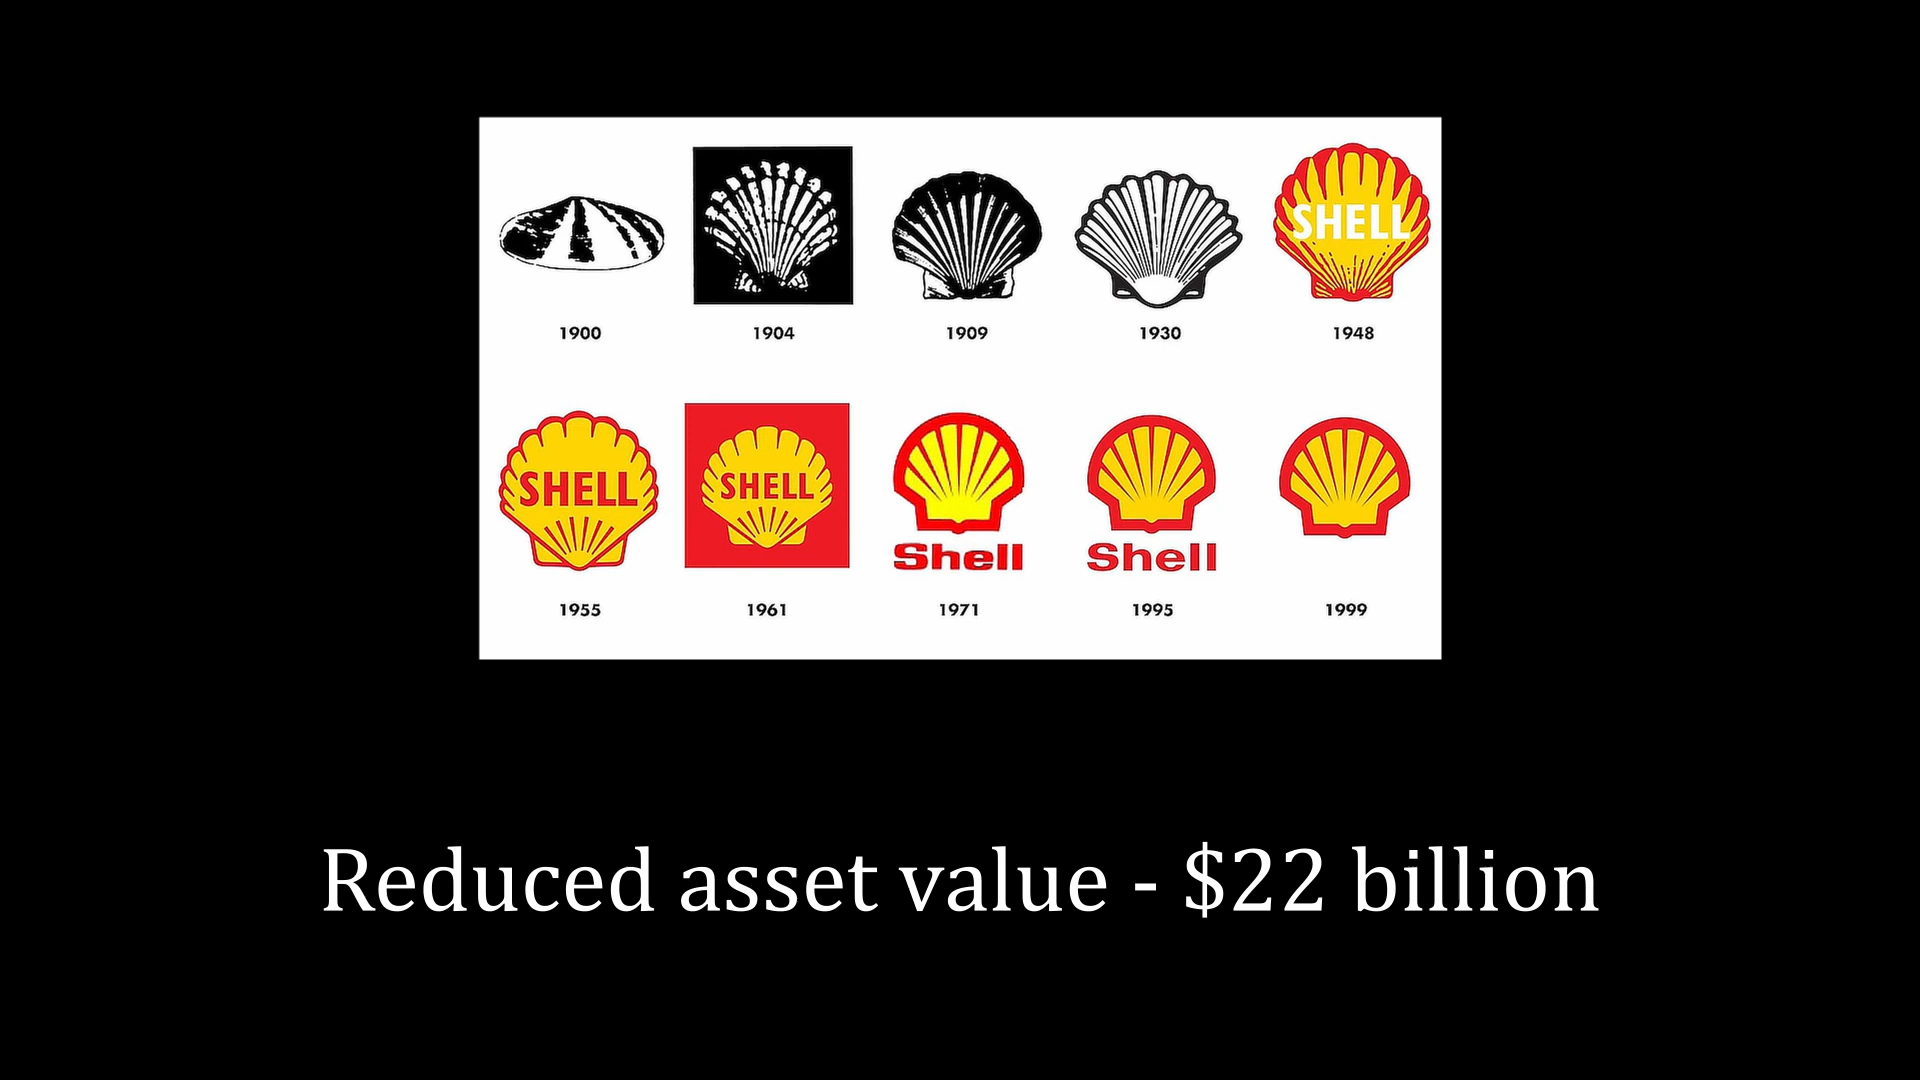 SHELL
1900 1904 1909 1930 1948
SHELL SHELL
Shell Shell
1955 1961 1971 1995 1999
Reduced asset value - $22 billion